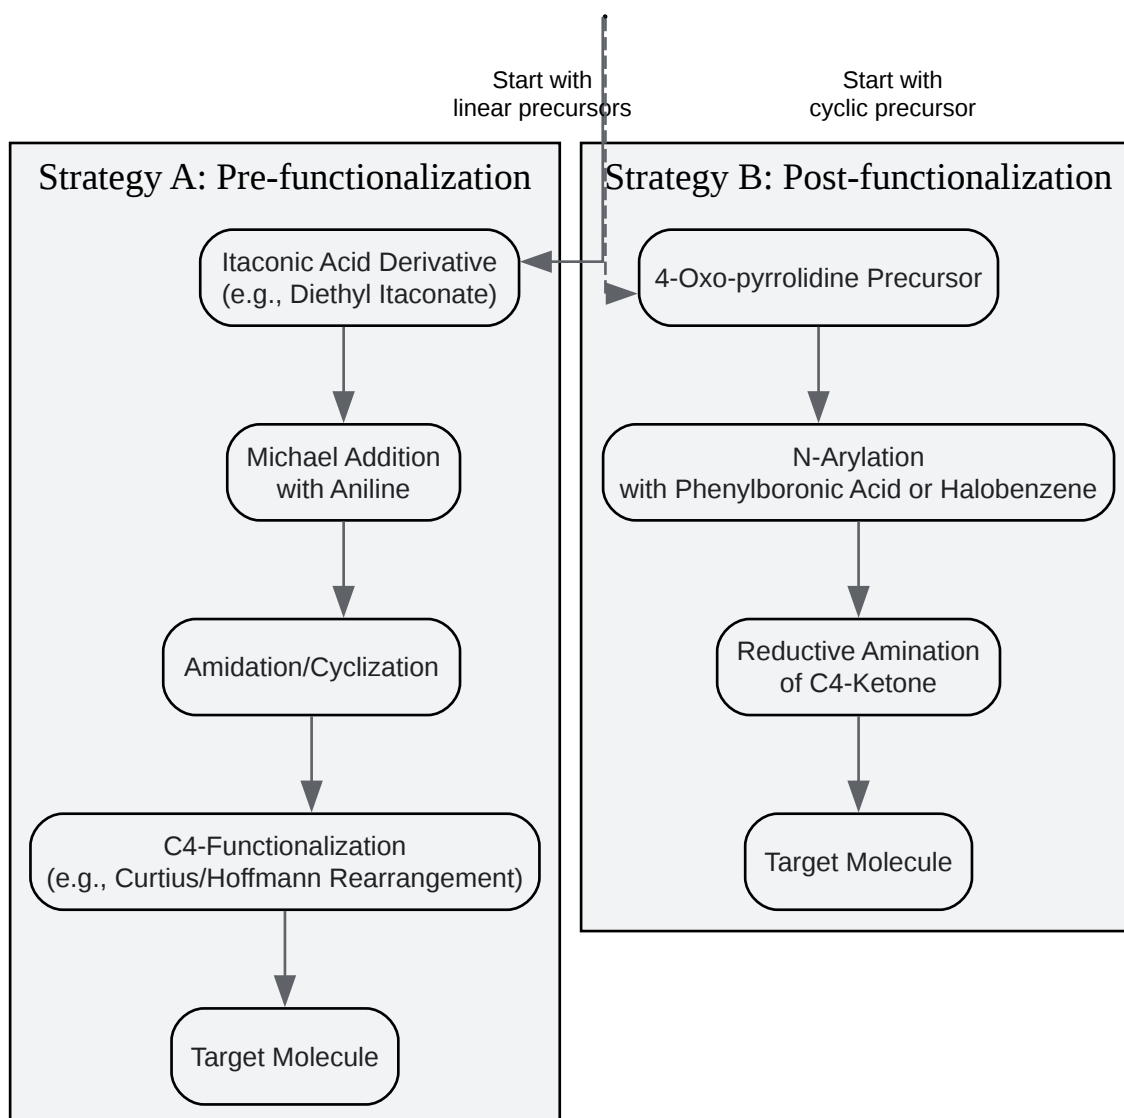 Start with
linear precursors
Start with
cyclic precursor
Strategy A: Pre-functionalization
Itaconic Acid Derivative
(e.g., Diethyl Itaconate)
Michael Addition
with Aniline
Amidation/Cyclization
C4-Functionalization
(e.g., Curtius/Hoffmann Rearrangement)
Target Molecule
Strategy B: Post-functionalization
4-Oxo-pyrrolidine Precursor
N-Arylation
with Phenylboronic Acid or Halobenzene
Reductive Amination
of C4-Ketone
Target Molecule